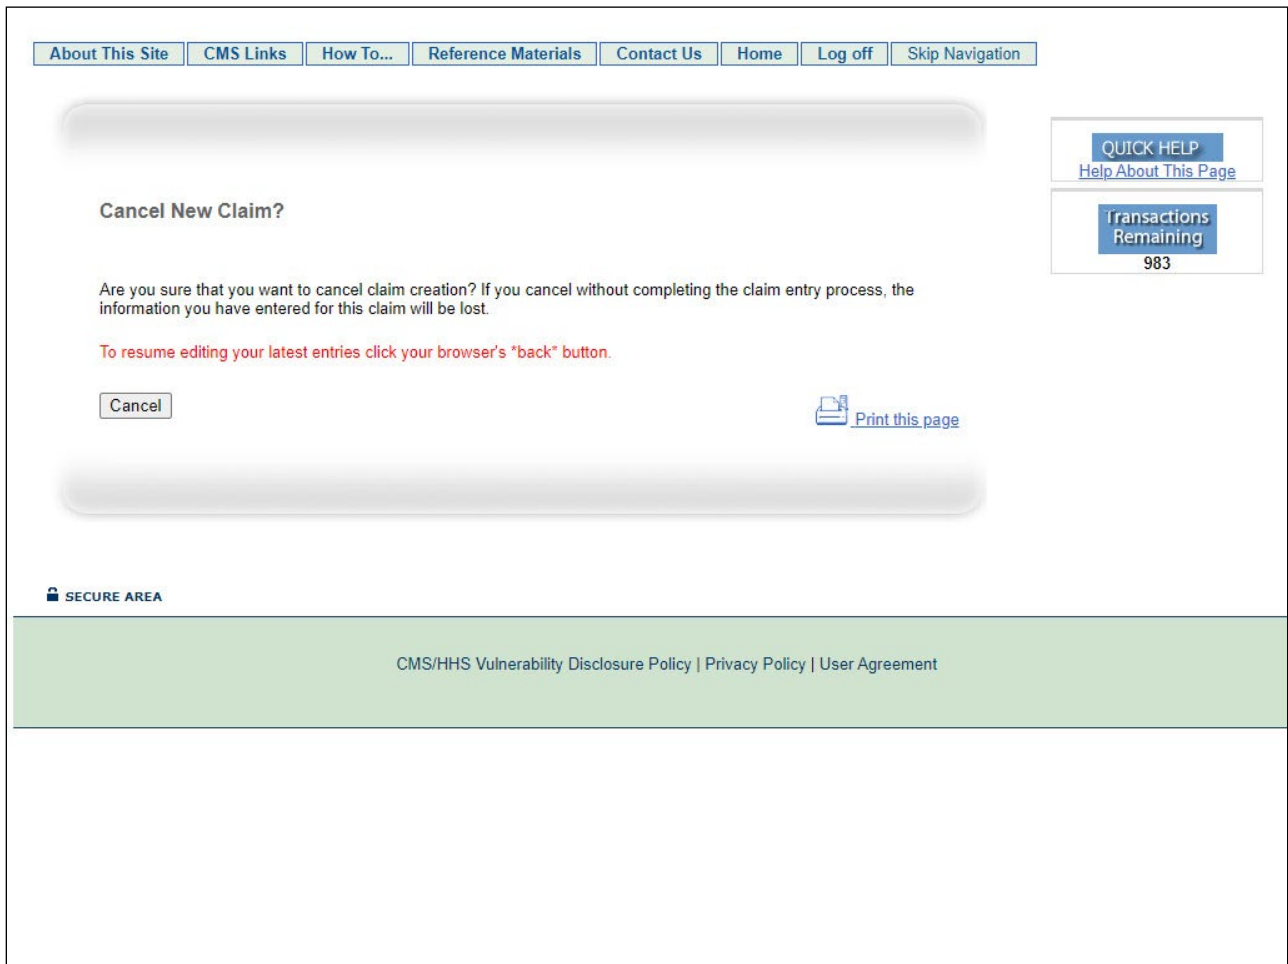 About This Site CMS Links How To... Reference Materials Contact Us Home Log off Skip Navigation
QUICK HELP
Help About This Page
Transactions
Remaining
983
Cancel New Claim?
Are you sure that you want to cancel claim creation? If you cancel without completing the claim entry process, the
information you have entered for this claim will be lost.
To resume editing your latest entries click your browser's *back* button.
Cancel
Print this page
SECURE AREA
CMS/HHS Vulnerability Disclosure Policy | Privacy Policy | User Agreement